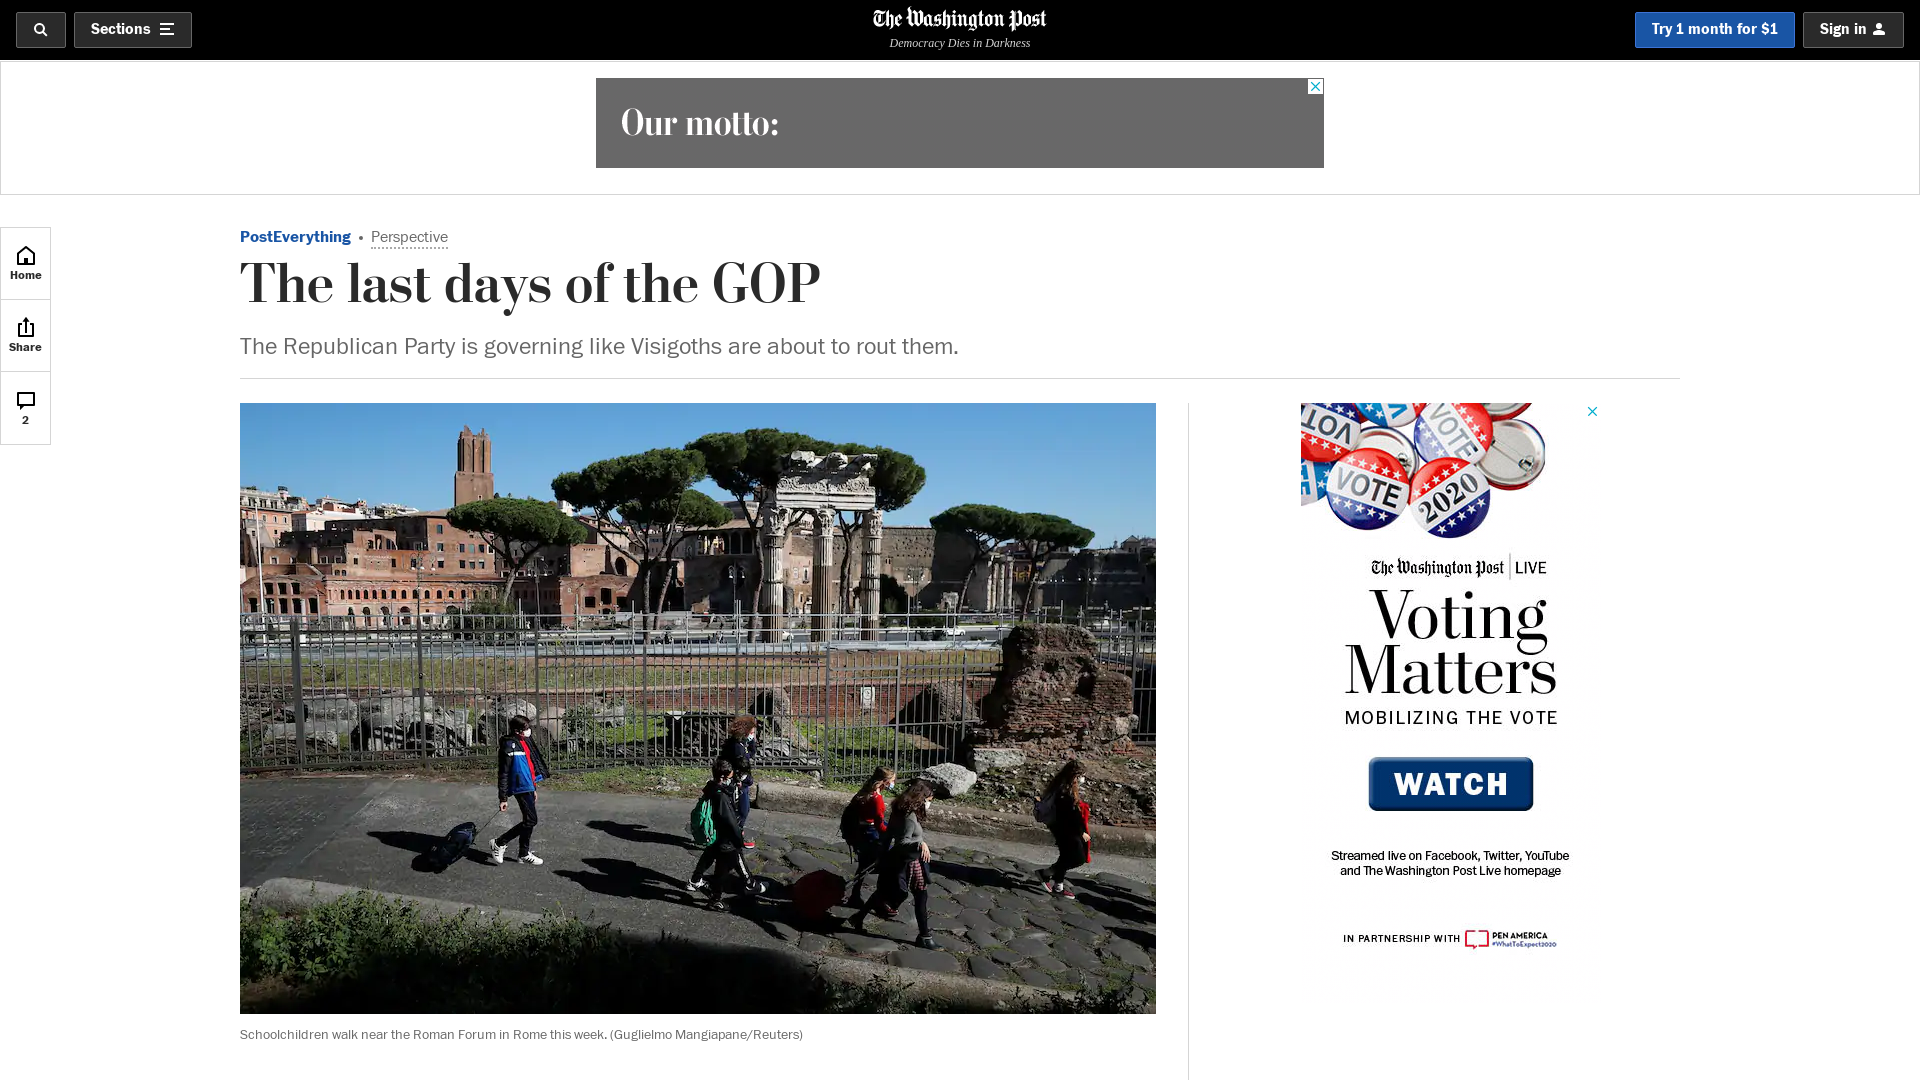 Sections
The Washington Post
Democracy Dies in Darkness
Try 1 month for $1
Sign in
Our motto:
Home
Share
2
PostEverything • Perspective
The last days of the GOP
The Republican Party is governing like Visigoths are about to rout them.
VOTE
VOTE
VOTE
2020
The Washington Post LIVE
Voting
Matters
MOBILIZING THE VOTE
WATCH
Streamed live on Facebook, Twitter, YouTube
and The Washington Post Live homepage
IN PARTNERSHIP WITH PEN AMERICA
#WhatToExpect2020
Schoolchildren walk near the Roman Forum in Rome this week. (Guglielmo Mangiapane/Reuters)